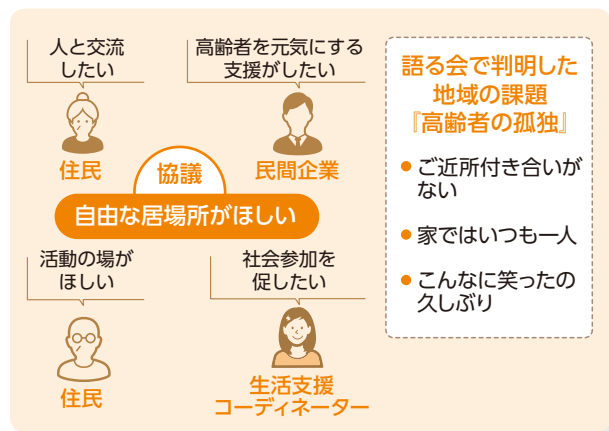 人と交流
したい
住民
高齢者を元気にする
支援がしたい
民間企業
協議
自由な居場所がほしい
活動の場が
ほしい
住民
社会参加を
促したい
生活支援
コーディネーター
語る会で判明した
地域の課題
『高齢者の孤独』
● ご近所付き合いが
ない
● 家ではいつも一人
● こんなに笑ったの
久しぶり